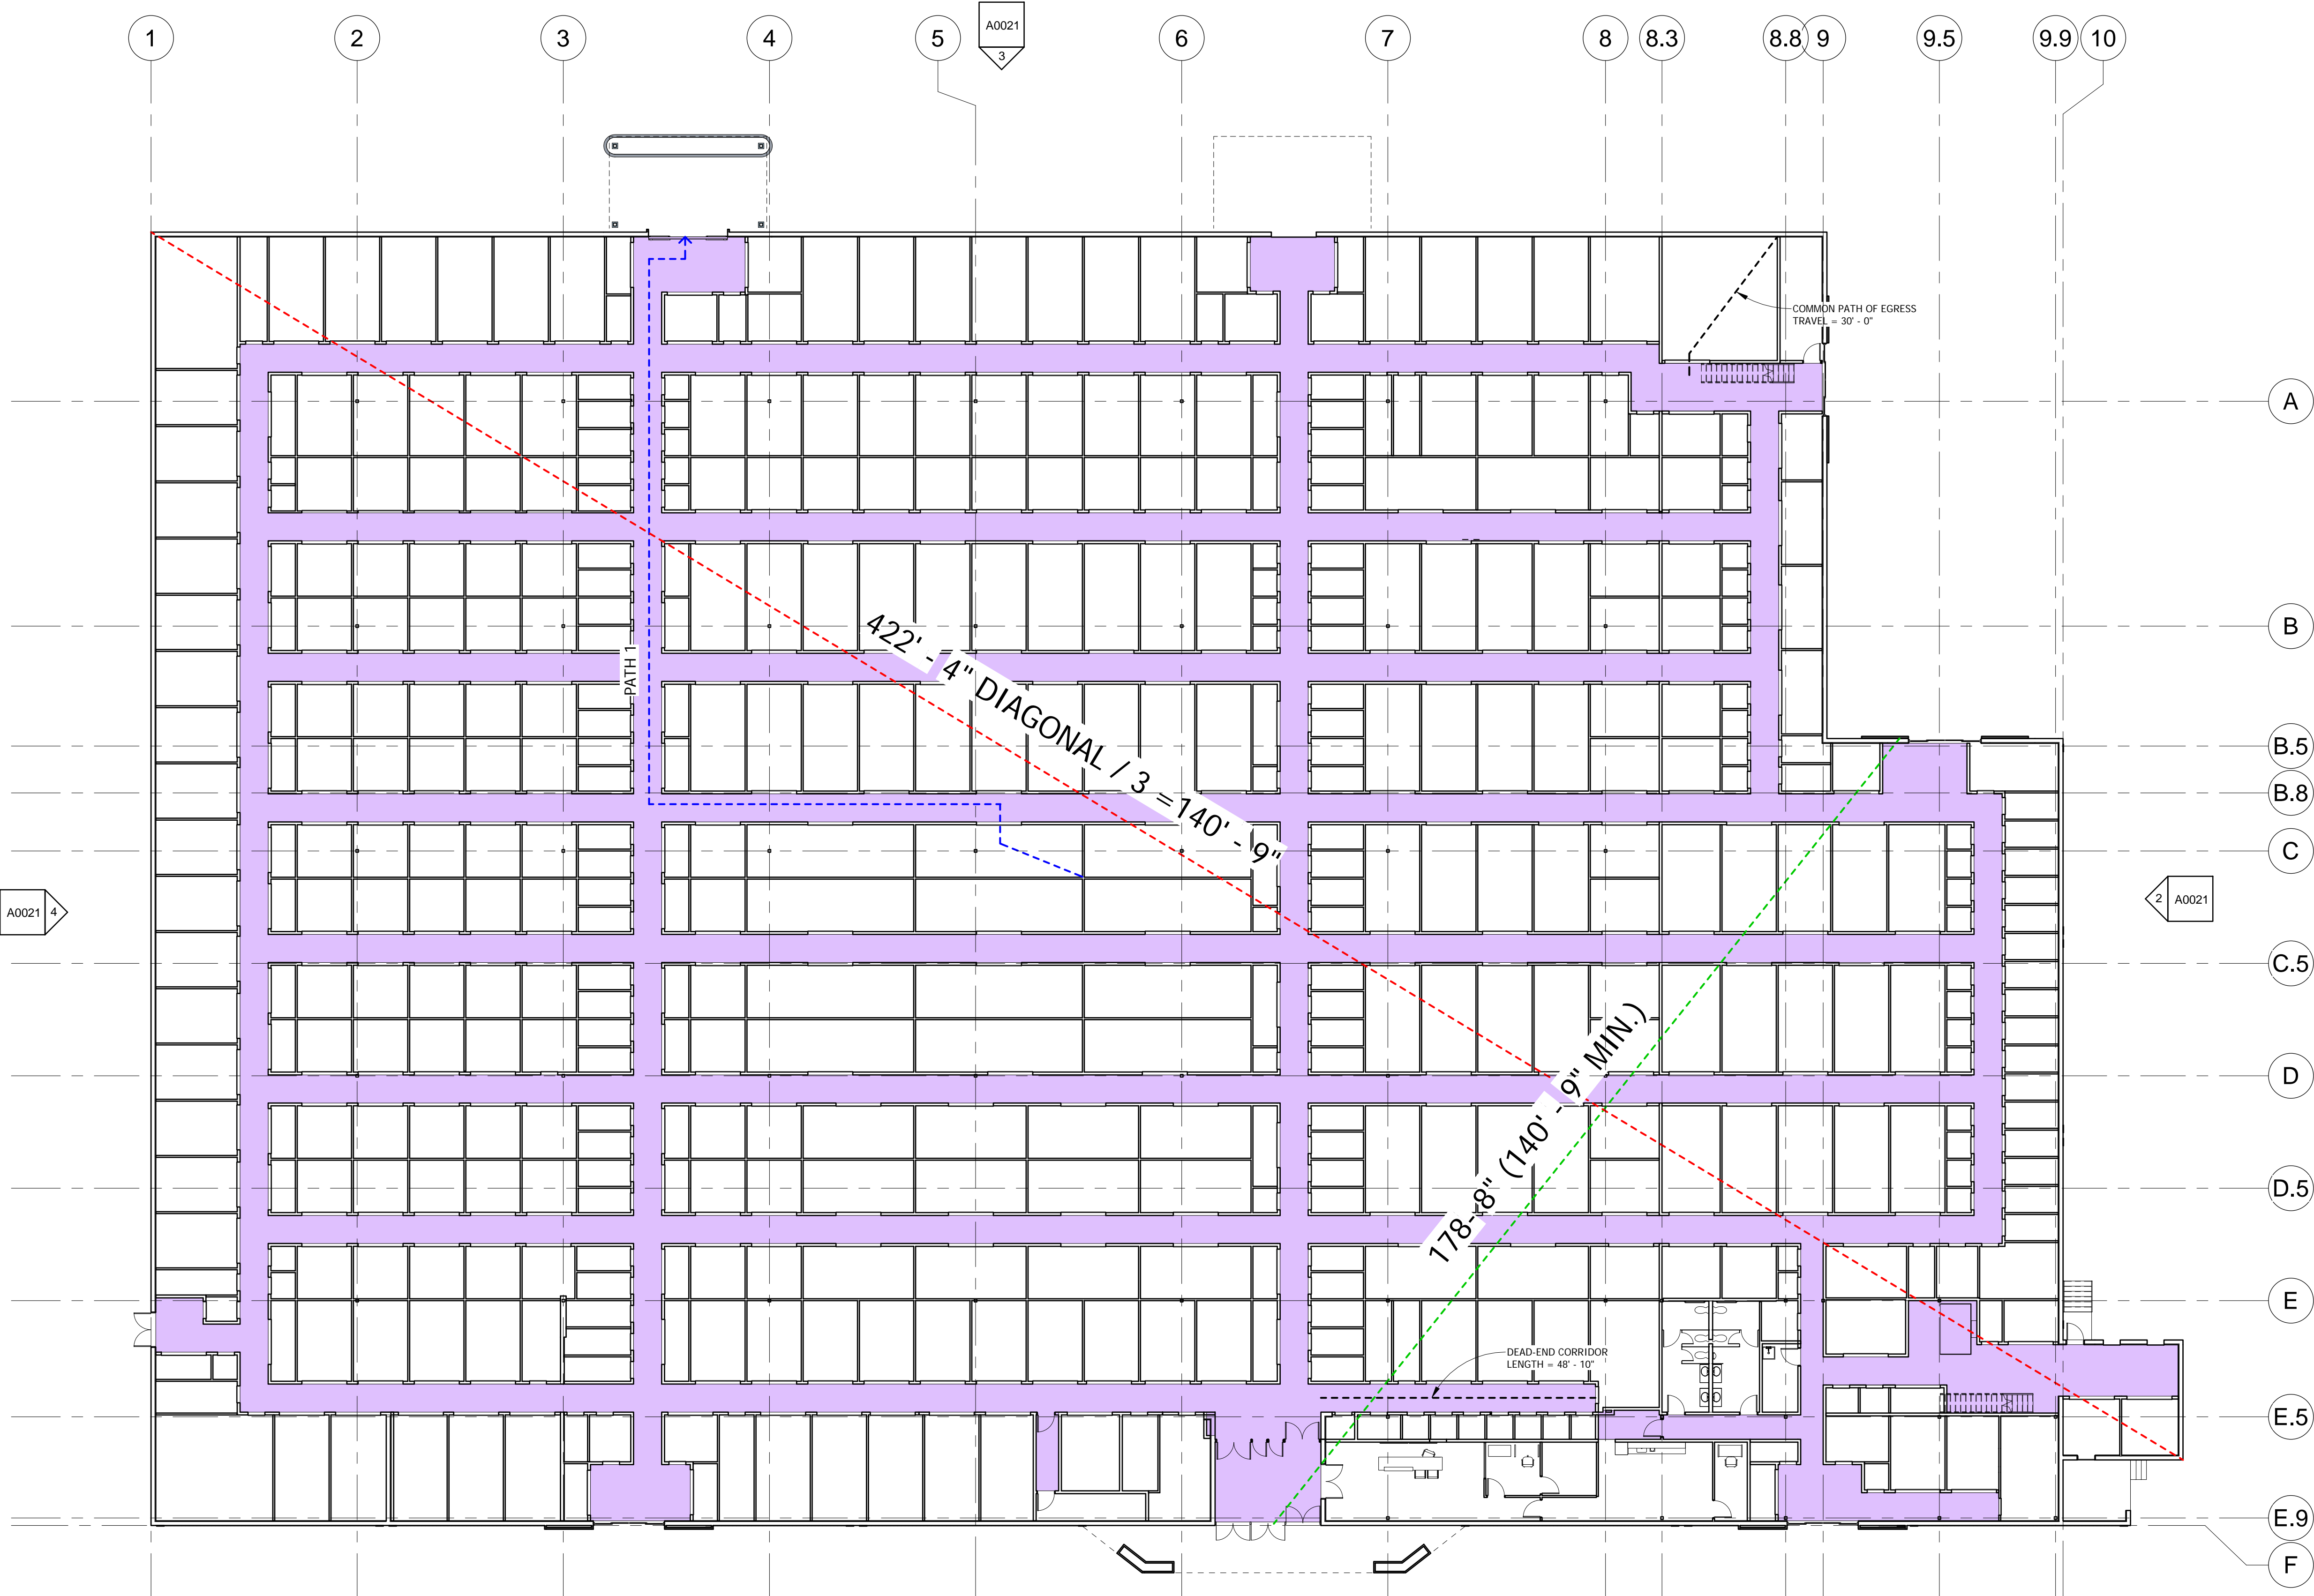 1
2
3
4
5
A0021
3
6
7
8
8.3
8.8
9
9.5
9.9
10
COMMON PATH OF EGRESS
TRAVEL = 30' - 0"
A
B
PATH 1
422' - 4" DIAGONAL / 3 =140' - 9"
B.5
B.8
C
A0021
4
2
A0021
C.5
178'-8" (140' - 9" MIN.)
D
D.5
E
DEAD-END CORRIDOR
LENGTH = 48' - 10"
E.5
E.9
F